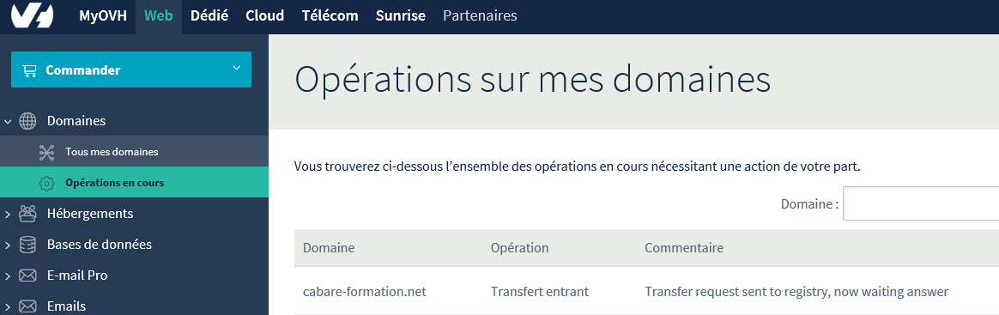 MyOVH Web Dédié Cloud Télécom Sunrise Partenaires
Commander
Domaines
Tous mes domaines
Opérations en cours
Hébergements
Bases de données
E-mail Pro
Emails
Opérations sur mes domaines
Vous trouverez ci-dessous l’ensemble des opérations en cours nécessitant une action de votre part.
Domaine :
Domaine Opération Commentaire
cabare-formation.net Transfert entrant Transfer request sent to registry, now waiting answer